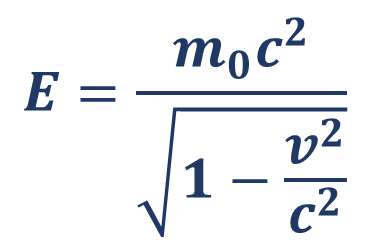 E = m₀c² / √(1 − v²/c²)